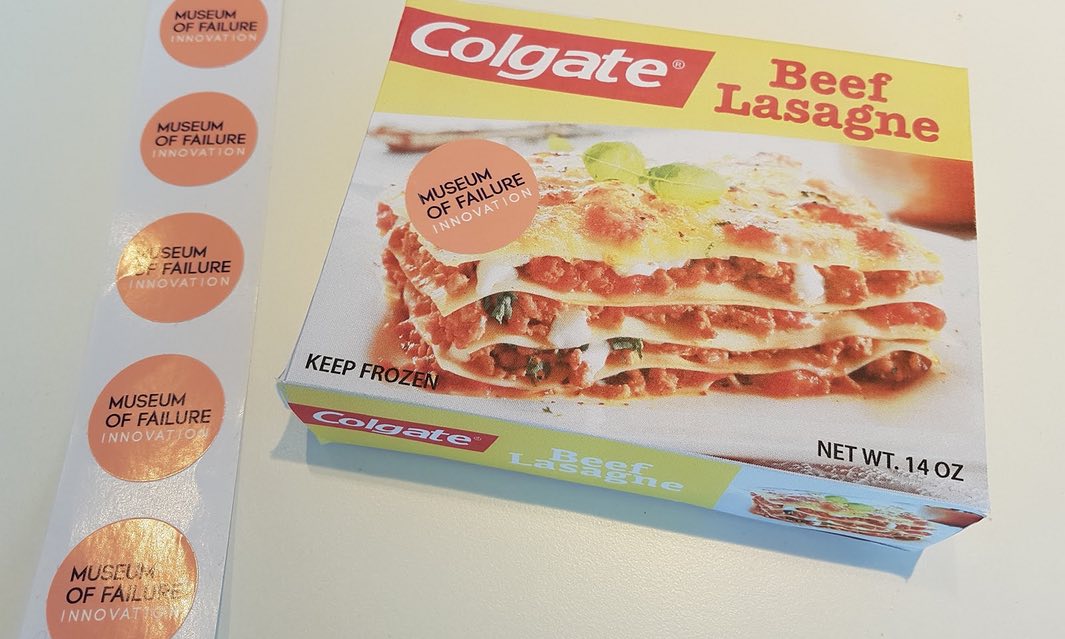 MUSEUM
OF FAILURE
INNOVATION
MUSEUM
OF FAILURE
INNOVATION
MUSEUM
OF FAILURE
INNOVATION
MUSEUM
OF FAILURE
INNOVATION
MUSEUM
OF FAILURE
INNOVATION
Colgate®
Beef
Lasagne
MUSEUM
OF FAILURE
INNOVATION
KEEP FROZEN
NET WT. 14 OZ
Colgate®
Beef
Lasagne